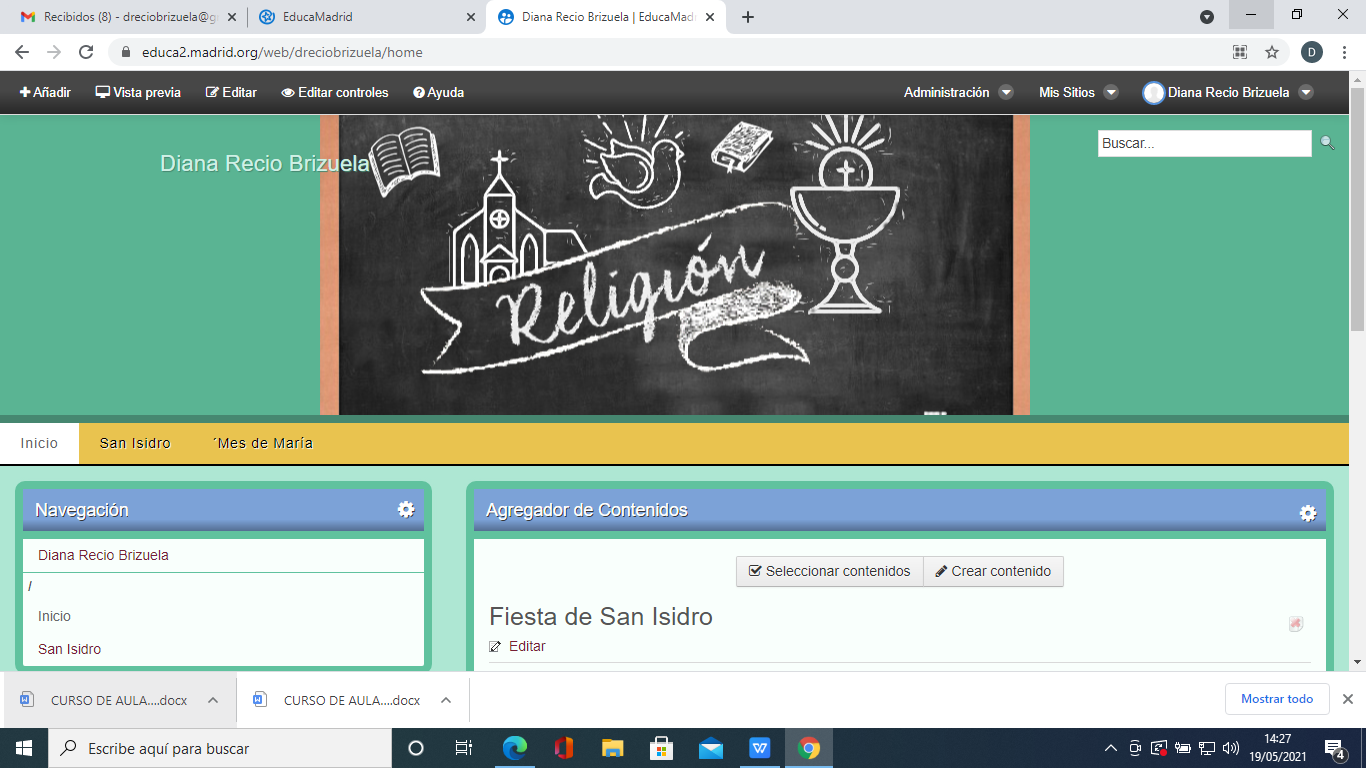 Recibidos (8) - dreciobrizuela@g
EducaMadrid
Diana Recio Brizuela | EducaMad
educa2.madrid.org/web/dreciobrizuela/home
D
Añadir Vista previa Editar Editar controles Ayuda Administración Mis Sitios Diana Recio Brizuela
Diana Recio Brizuela
Buscar...
Religión
Inicio San Isidro ´Mes de María
Navegación
Diana Recio Brizuela
/
Inicio
San Isidro
Agregador de Contenidos
Seleccionar contenidos Crear contenido
Fiesta de San Isidro
Editar
CURSO DE AULA....docx CURSO DE AULA....docx Mostrar todo
Escribe aquí para buscar
14:27
19/05/2021
4